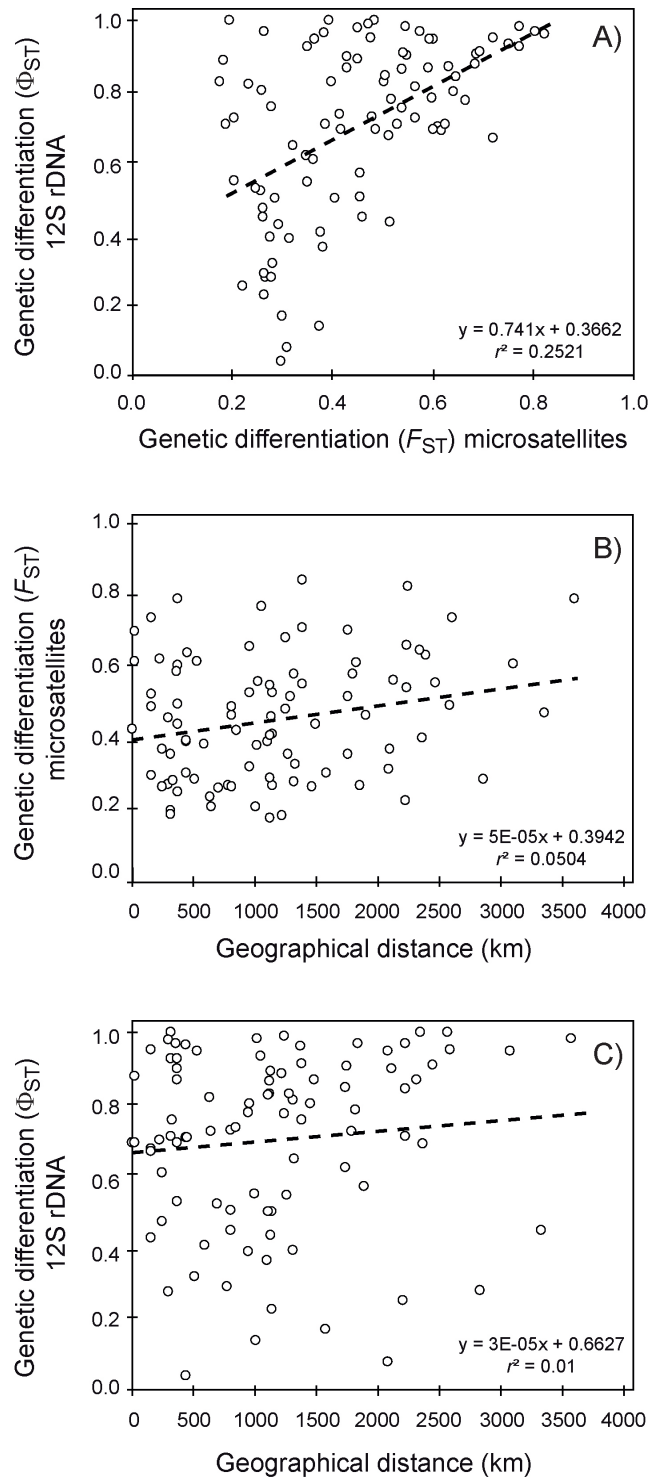 A)
Genetic differentiation (ΦST)
12S rDNA
1.0
0.8
0.6
0.4
0.2
0.0
y = 0.741x + 0.3662
r² = 0.2521
0.0 0.2 0.4 0.6 0.8 1.0
Genetic differentiation (FST) microsatellites
B)
Genetic differentiation (FST)
microsatellites
1.0
0.8
0.6
0.4
0.2
0.0
y = 5E-05x + 0.3942
r² = 0.0504
0 500 1000 1500 2000 2500 3000 3500 4000
Geographical distance (km)
C)
Genetic differentiation (ΦST)
12S rDNA
1.0
0.8
0.6
0.4
0.2
0.0
y = 3E-05x + 0.6627
r² = 0.01
0 500 1000 1500 2000 2500 3000 3500 4000
Geographical distance (km)